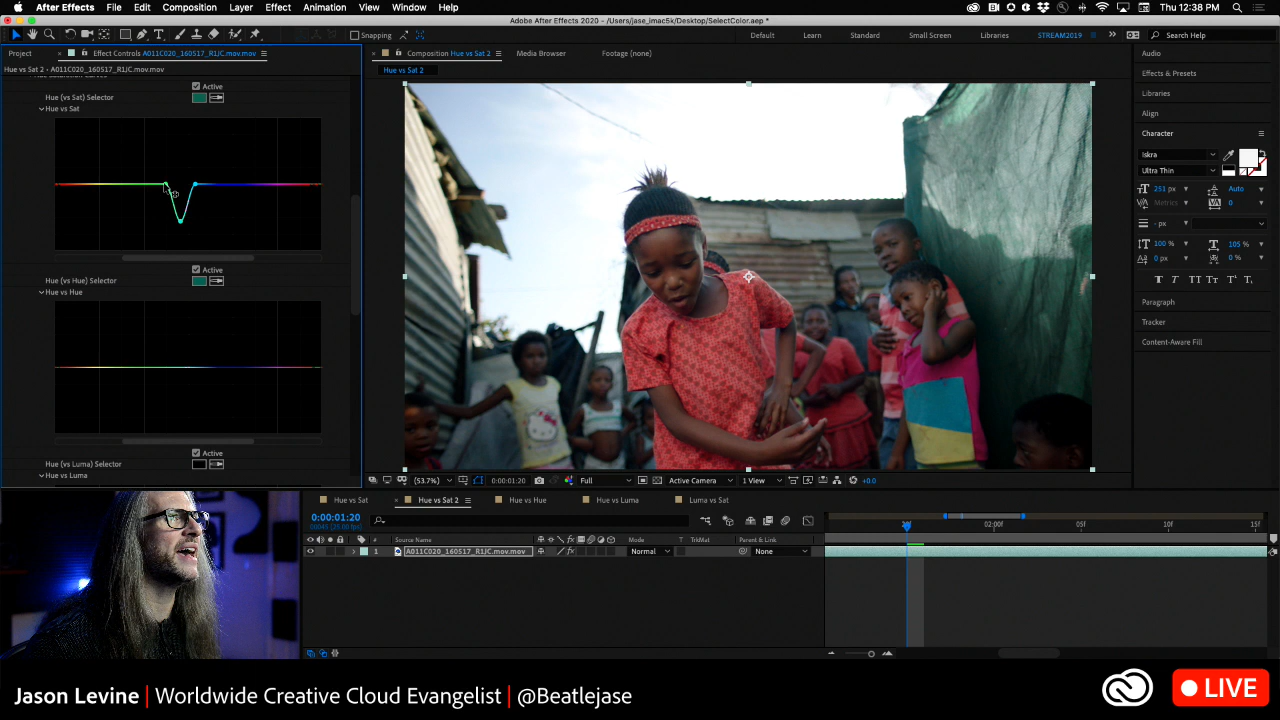 After Effects File Edit Composition Layer Effect Animation View Window Help
Thu 12:38 PM
Adobe After Effects 2020 - /Users/jase_imac5k/Desktop/SelectColor.aep *
Snapping
Default Learn Standard Small Screen Libraries STREAM2019
Search Help
Project
Effect Controls A011C020_160517_R1JC.mov.mov
Hue vs Sat 2 • A011C020_160517_R1JC.mov.mov
Active
Hue (vs Sat) Selector
Hue vs Sat
Active
Hue (vs Hue) Selector
Hue vs Hue
Active
Hue (vs Luma) Selector
Hue vs Luma
Composition Hue vs Sat 2
Media Browser
Footage (none)
Hue vs Sat 2
(53.7%)
0:00:01:20
Full
Active Camera
1 View
+0.0
Audio
Effects & Presets
Libraries
Align
Character
Iskra
Ultra Thin
251 px
Auto
Metrics
0
- px
100 %
105 %
0 px
0 %
Paragraph
Tracker
Content-Aware Fill
Hue vs Sat
Hue vs Sat 2
Hue vs Hue
Hue vs Luma
Luma vs Sat
0:00:01:20
# Source Name Mode T TrkMat Parent & Link
1 A011C020_160517_R1JC.mov.mov Normal None
02:00f 05f 10f 15f
Jason Levine | Worldwide Creative Cloud Evangelist | @Beatlejase
LIVE